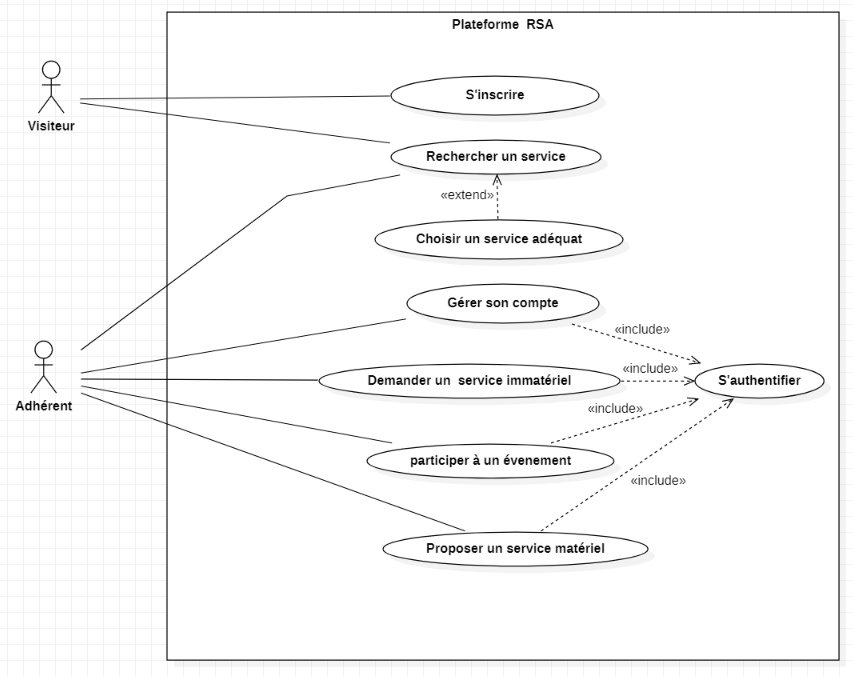 Plateforme  RSA
S'inscrire
Visiteur
Rechercher un service
«extend»
Choisir un service adéquat
Gérer son compte
«include»
«include»
Demander un  service immatériel
S'authentifier
Adhérent
«include»
participer à un évenement
«include»
Proposer un service matériel